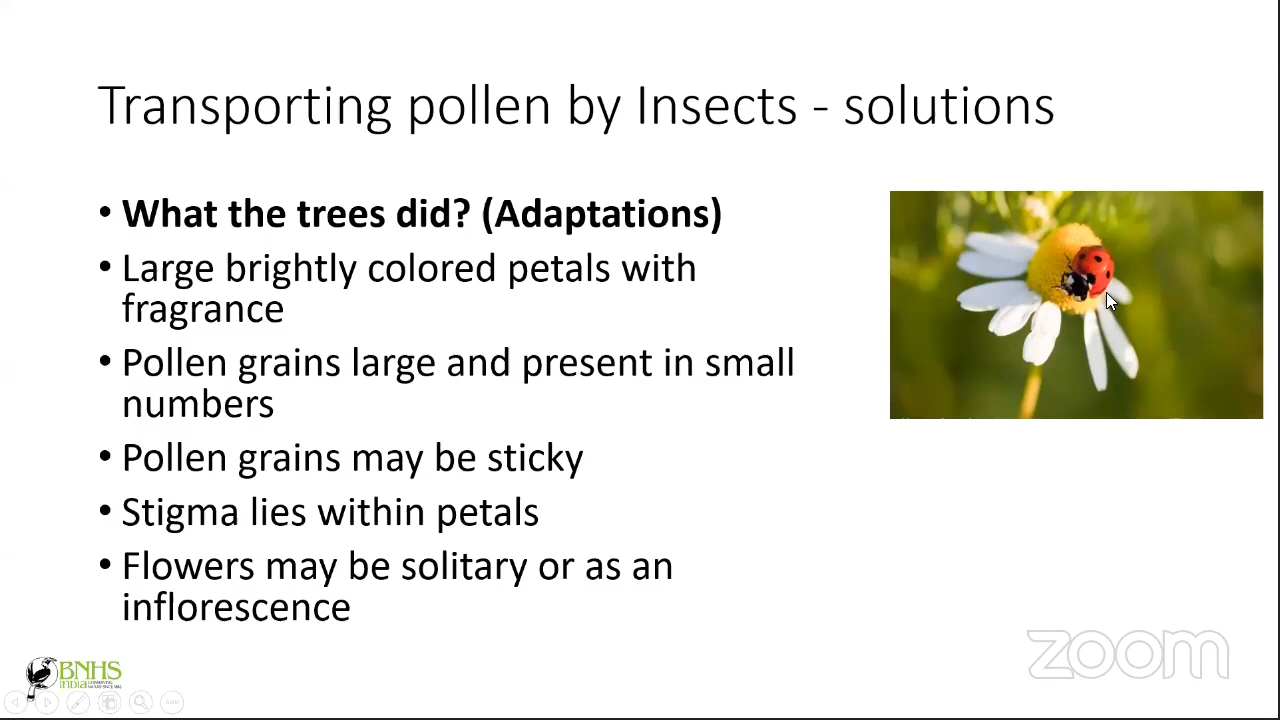 Transporting pollen by Insects - solutions
• What the trees did? (Adaptations)
• Large brightly colored petals with
fragrance
• Pollen grains large and present in small
numbers
• Pollen grains may be sticky
• Stigma lies within petals
• Flowers may be solitary or as an
inflorescence
BNHS
INDIA
zoom